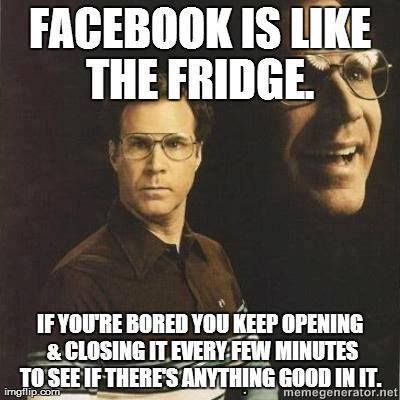 FACEBOOK IS LIKE
THE FRIDGE.
IF YOU'RE BORED YOU KEEP OPENING
& CLOSING IT EVERY FEW MINUTES
TO SEE IF THERE'S ANYTHING GOOD IN IT.
imgflip.com
memegenerator.net